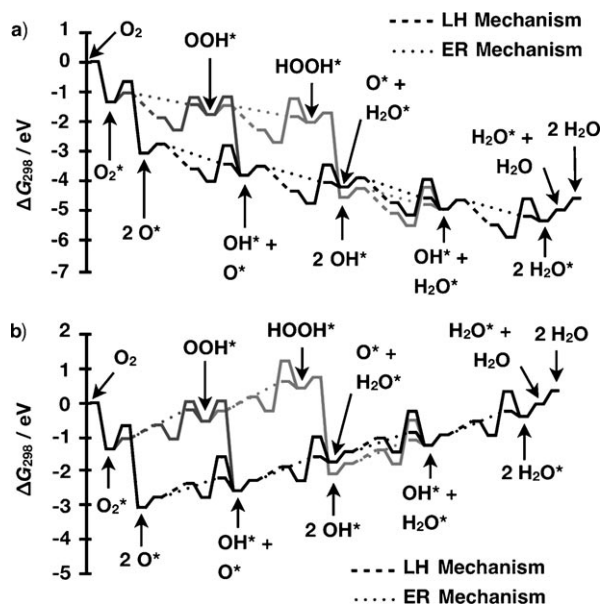 a)
ΔG298 / eV
1
0
-1
-2
-3
-4
-5
-6
-7
LH Mechanism
ER Mechanism
O2
OOH*
HOOH*
O* +
H2O*
H2O* +
H2O
2 H2O
O2*
2 O*
OH* +
O*
2 OH*
OH* +
H2O*
2 H2O*
b)
ΔG298 / eV
2
1
0
-1
-2
-3
-4
-5
O2
OOH*
HOOH*
O* +
H2O*
H2O* +
H2O
2 H2O
O2*
2 O*
OH* +
O*
2 OH*
OH* +
H2O*
2 H2O*
LH Mechanism
ER Mechanism